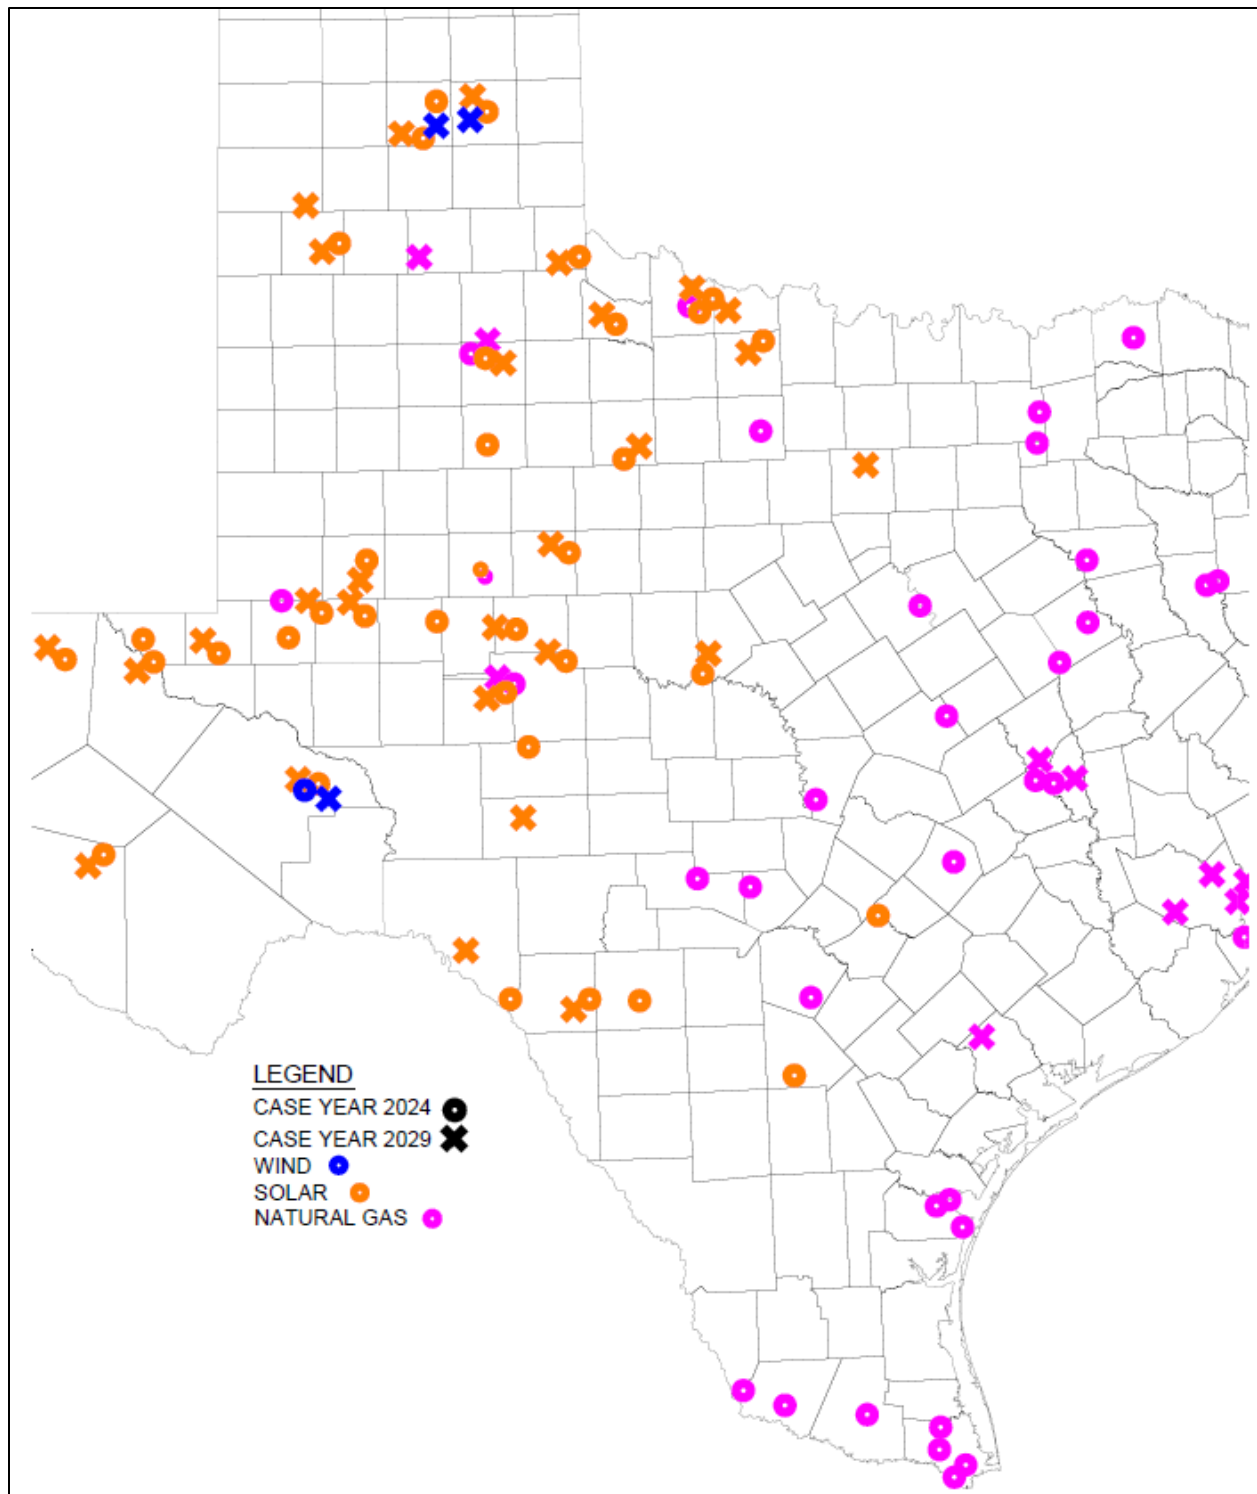 LEGEND
CASE YEAR 2024
CASE YEAR 2029
WIND
SOLAR
NATURAL GAS